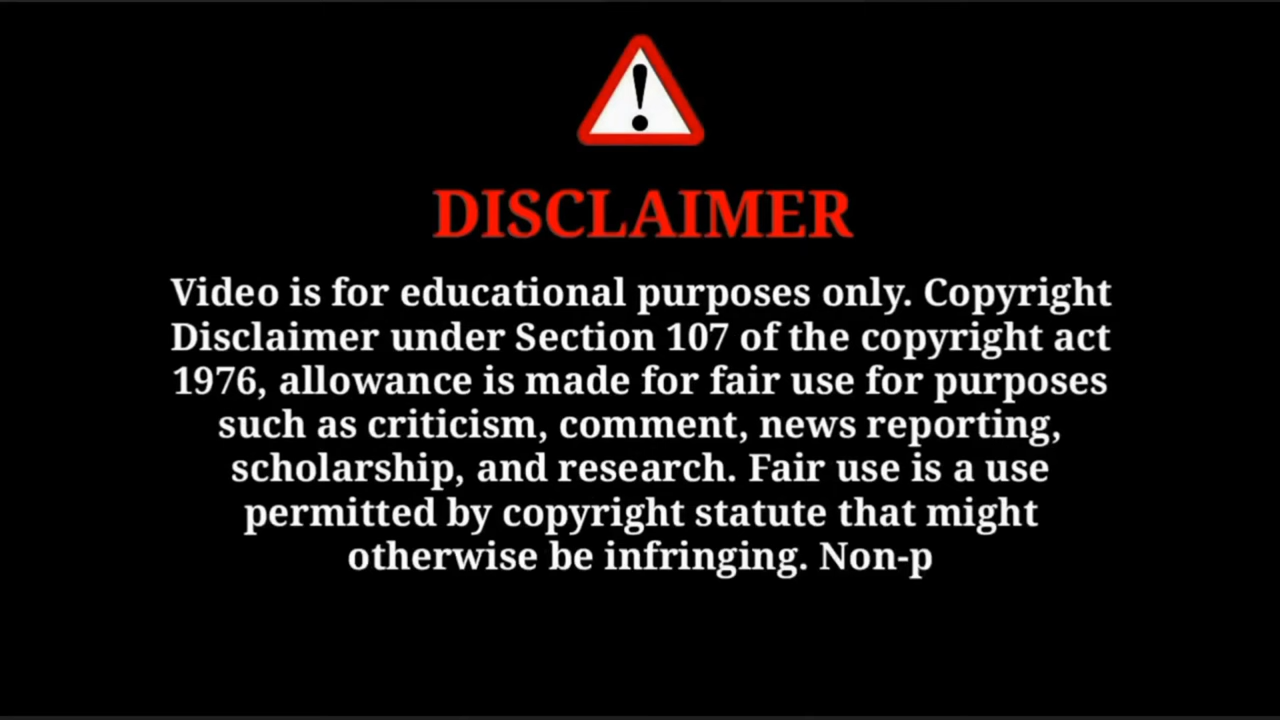 DISCLAIMER
Video is for educational purposes only. Copyright
Disclaimer under Section 107 of the copyright act
1976, allowance is made for fair use for purposes
such as criticism, comment, news reporting,
scholarship, and research. Fair use is a use
permitted by copyright statute that might
otherwise be infringing. Non-p